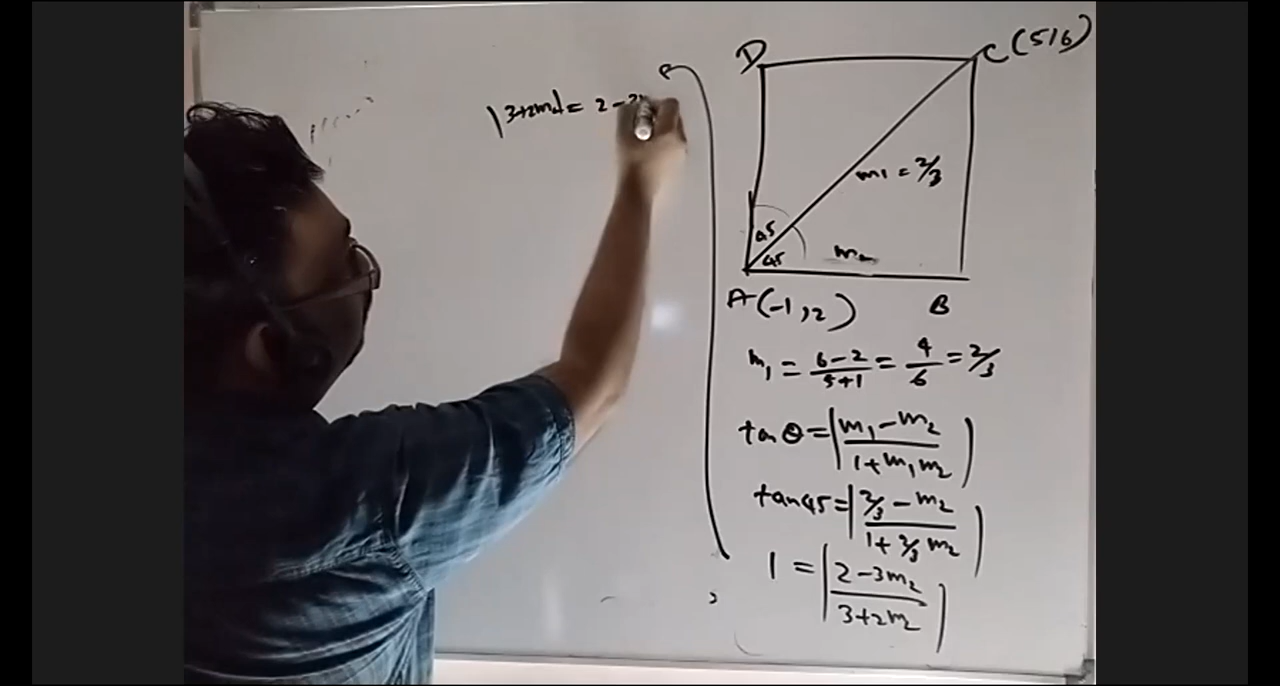 D
C (5, 6)
|3+2m₂| = 2 -
m₁ = 2/3
45
45
m₂
A (-1, 2)
B
m₁ = (6-2)/(5+1) = 4/6 = 2/3
tan θ = |(m₁ - m₂)/(1 + m₁m₂)|
tan 45 = |(2/3 - m₂)/(1 + 2/3 m₂)|
1 = |(2 - 3m₂)/(3 + 2m₂)|